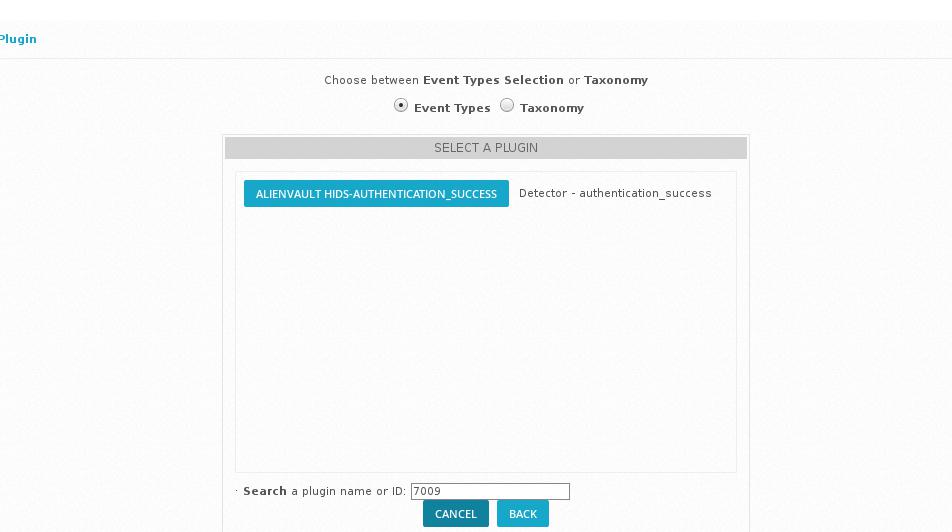 Plugin
Choose between Event Types Selection or Taxonomy
Event Types Taxonomy
SELECT A PLUGIN
ALIENVAULT HIDS-AUTHENTICATION_SUCCESS Detector - authentication_success
· Search a plugin name or ID: 7009
CANCEL BACK